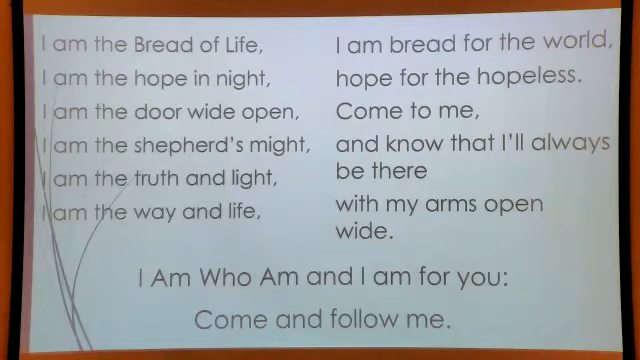 I am the Bread of Life,
I am the hope in night,
I am the door wide open,
I am the shepherd's might,
I am the truth and light,
I am the way and life,
I am bread for the world,
hope for the hopeless.
Come to me,
and know that I'll always
be there
with my arms open
wide.
I Am Who Am and I am for you:
Come and follow me.